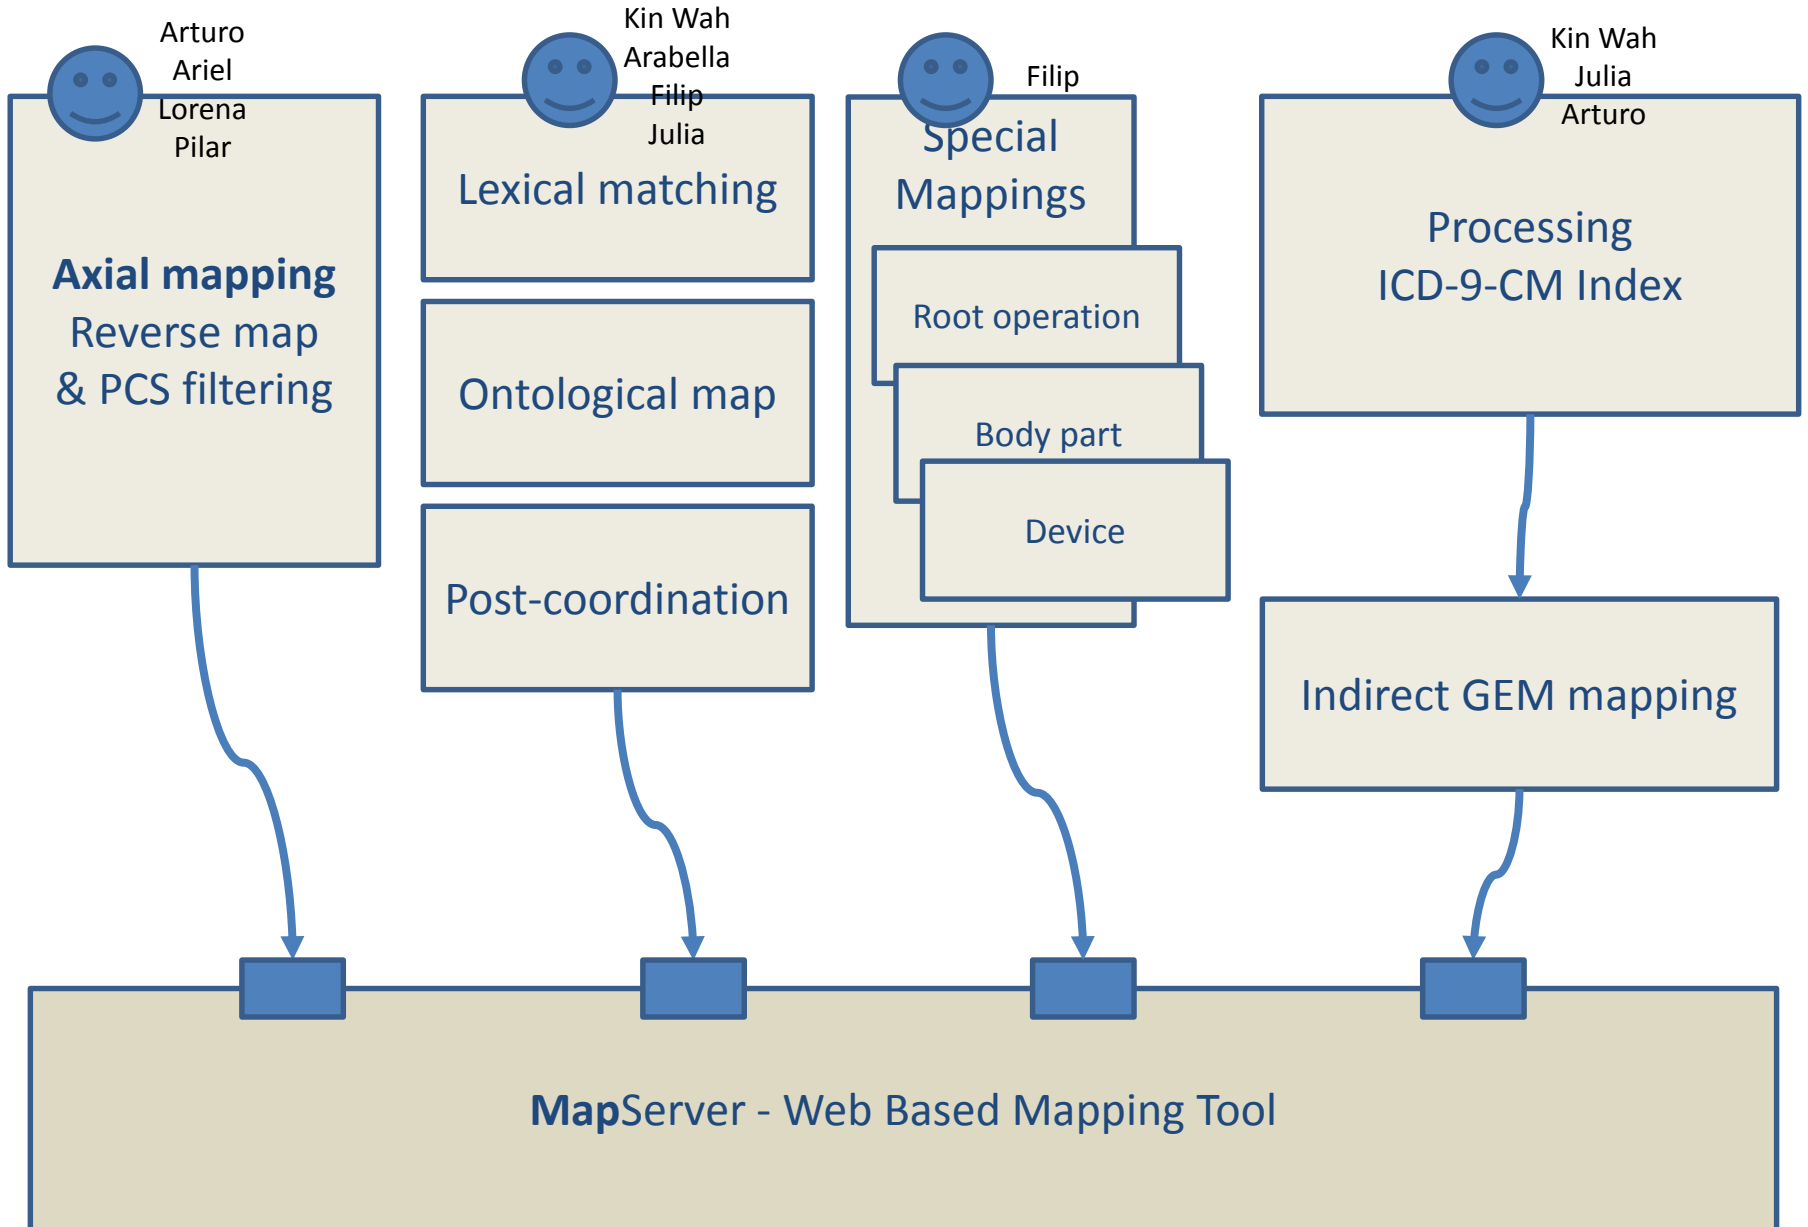 Arturo
Ariel
Lorena
Pilar
Axial mapping
Reverse map
& PCS filtering
Kin Wah
Arabella
Filip
Julia
Lexical matching
Ontological map
Post-coordination
Filip
Special
Mappings
Root operation
Body part
Device
Kin Wah
Julia
Arturo
Processing
ICD-9-CM Index
Indirect GEM mapping
MapServer - Web Based Mapping Tool